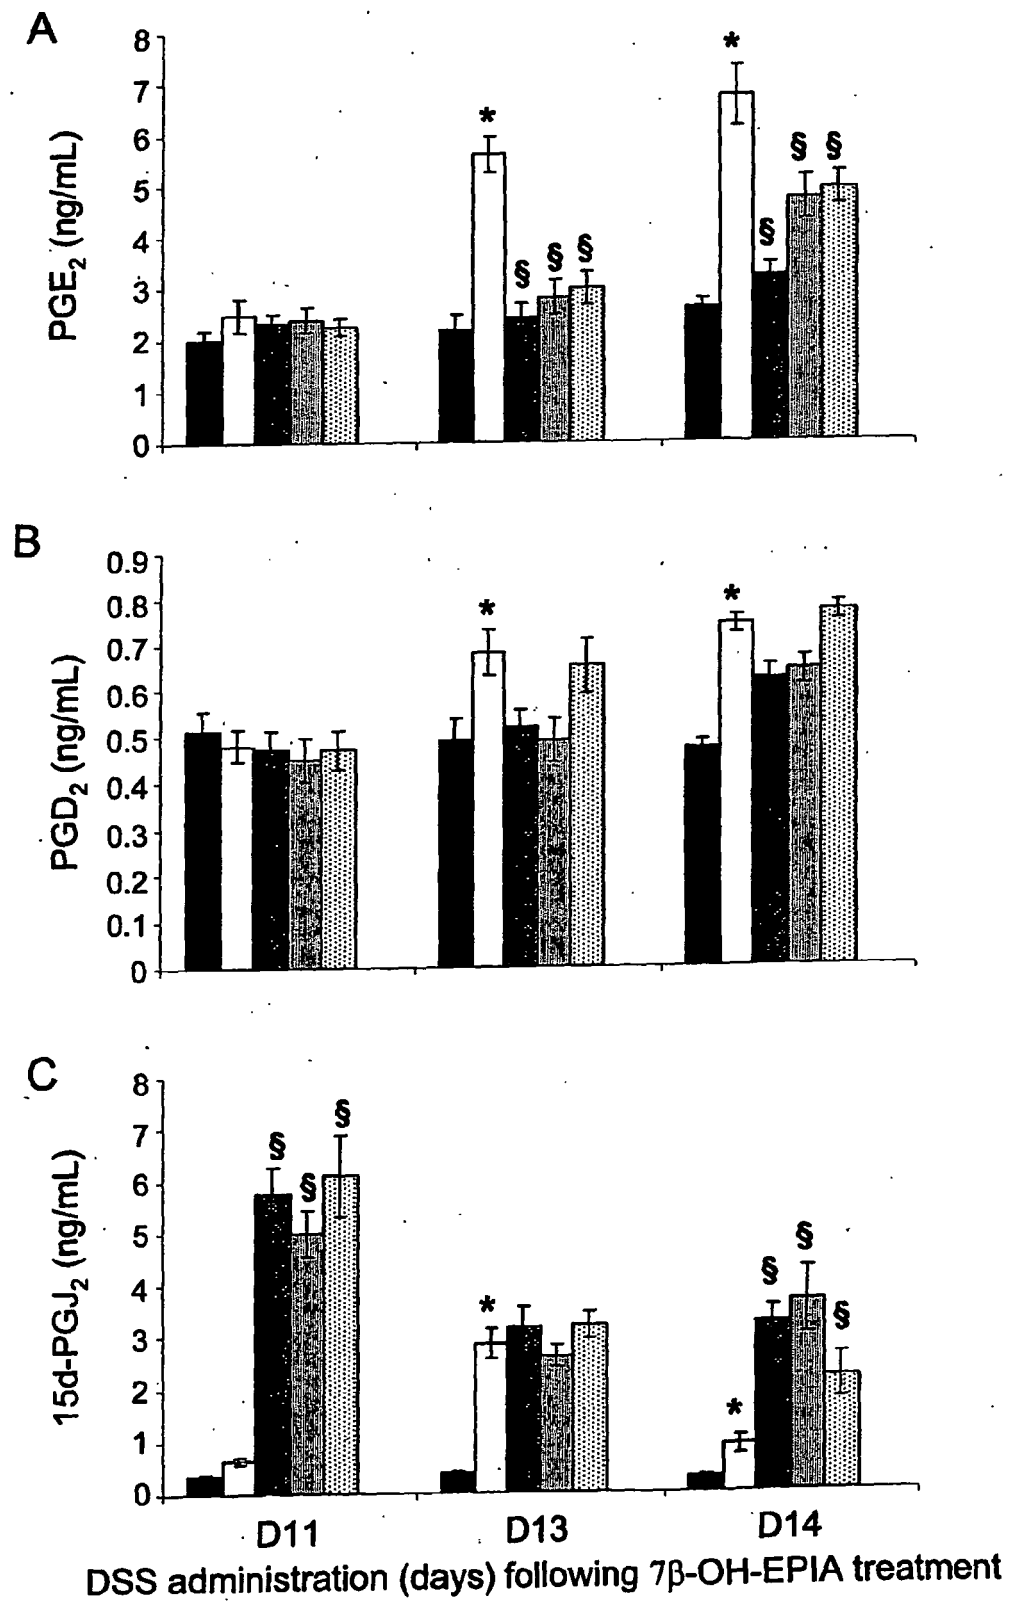 A
8
7
6
5
4
3
2
1
0
PGE2 (ng/mL)
*
§ § §
*
§ § §
B
0.9
0.8
0.7
0.6
0.5
0.4
0.3
0.2
0.1
0
PGD2 (ng/mL)
*
*
C
8
7
6
5
4
3
2
1
0
15d-PGJ2 (ng/mL)
§ § §
*
*
§ § §
D11 D13 D14
DSS administration (days) following 7β-OH-EPIA treatment